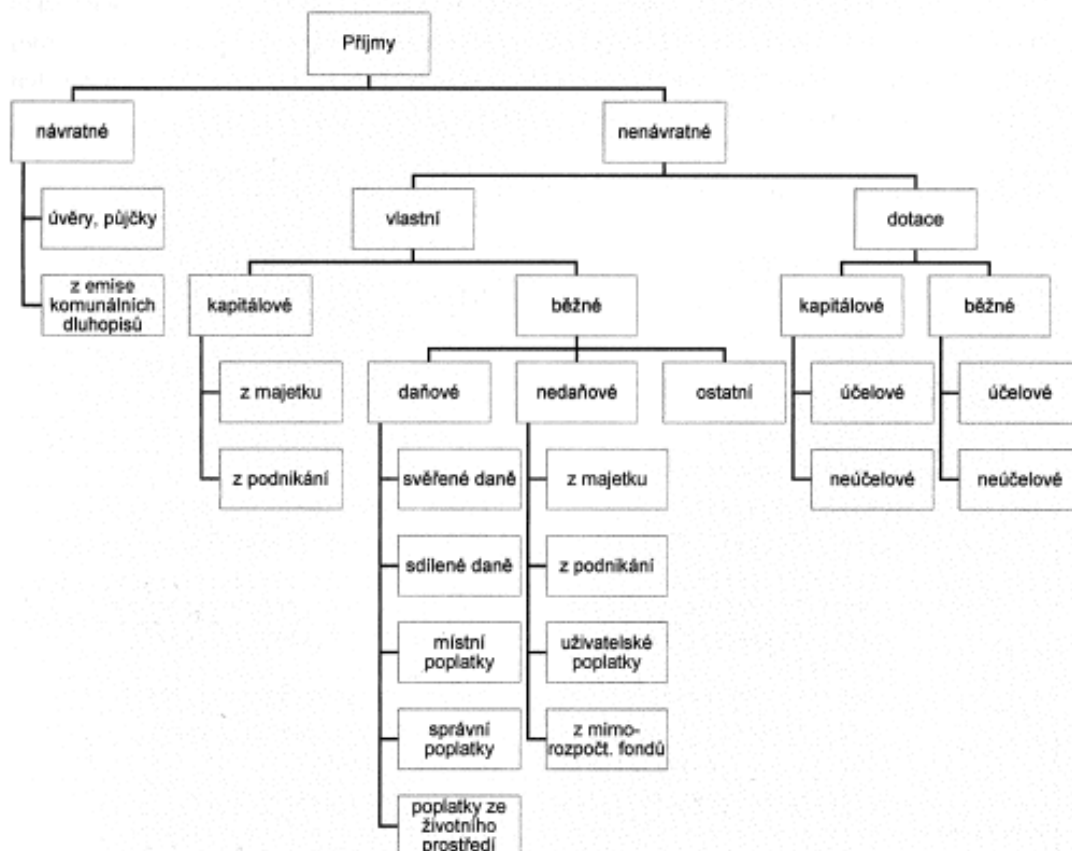 Příjmy
návratné
nenávratné
úvěry, půjčky
vlastní
dotace
z emise
komunálních
dluhopisů
kapitálové
běžné
kapitálové
běžné
z majetku
daňové
nedaňové
ostatní
účelové
účelové
z podnikání
svěřené daně
z majetku
neúčelové
neúčelové
sdílené daně
z podnikání
místní
poplatky
uživatelské
poplatky
správní
poplatky
z mimo-
rozpočt. fondů
poplatky ze
životního
prostředí